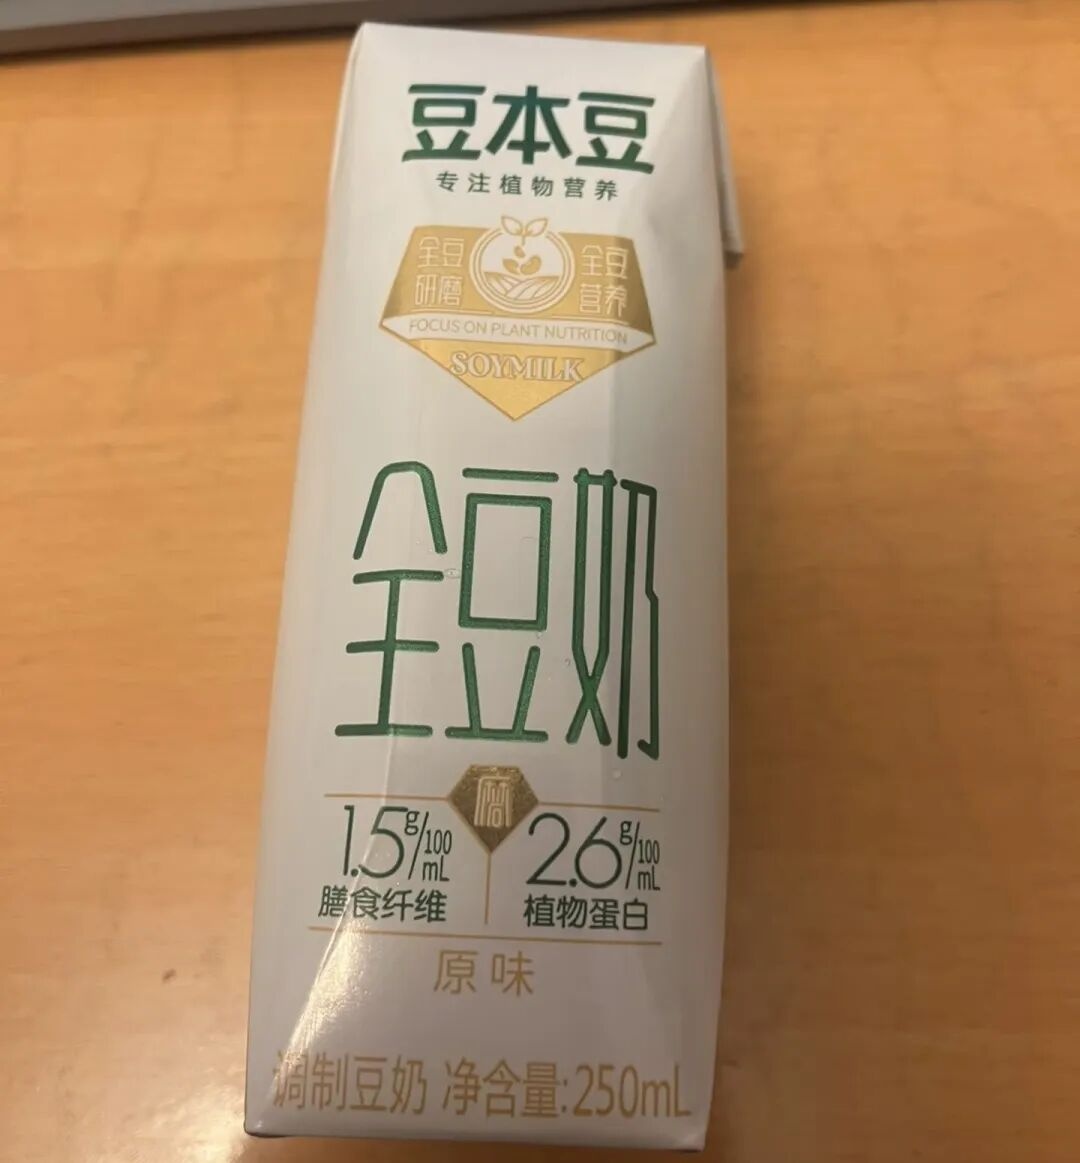 豆本豆
专注植物营养
全豆 全豆
研磨 营养
FOCUS ON PLANT NUTRITION
SOYMILK
全豆奶
1.5g/100mL 2.6g/100mL
膳食纤维 植物蛋白
原味
调制豆奶 净含量:250mL